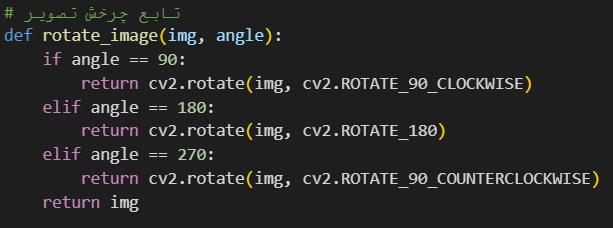 # تابع چرخش تصویر
def rotate_image(img, angle):
    if angle == 90:
        return cv2.rotate(img, cv2.ROTATE_90_CLOCKWISE)
    elif angle == 180:
        return cv2.rotate(img, cv2.ROTATE_180)
    elif angle == 270:
        return cv2.rotate(img, cv2.ROTATE_90_COUNTERCLOCKWISE)
    return img